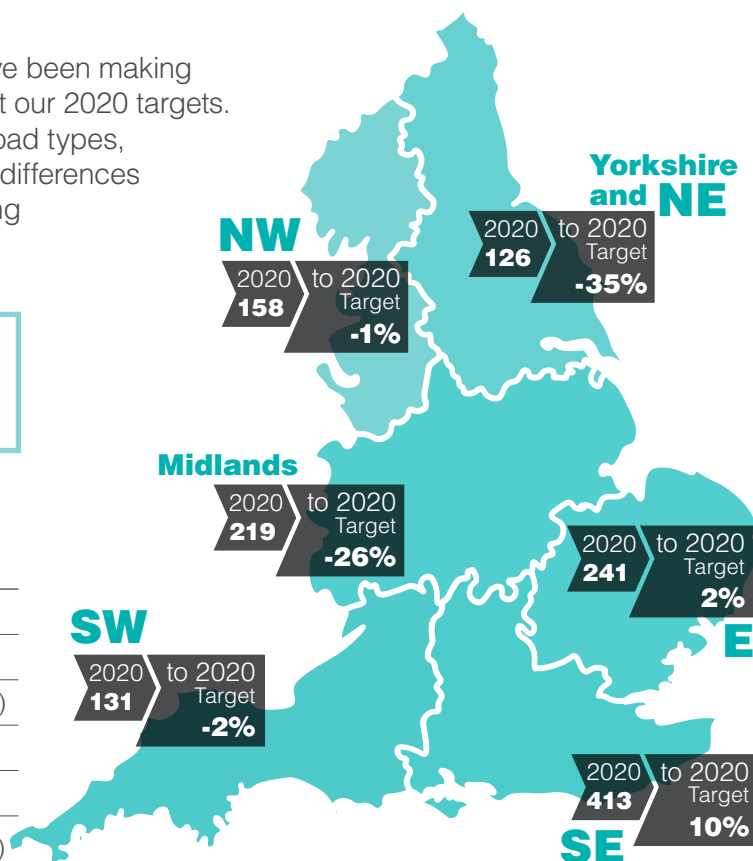 ve been making
t our 2020 targets.
oad types,
differences
ng
Yorkshire
and NE
2020
126
to 2020
Target
-35%
NW
2020
158
to 2020
Target
-1%
Midlands
2020
219
to 2020
Target
-26%
2020
241
to 2020
Target
2%
E
SW
2020
131
to 2020
Target
-2%
)
2020
413
to 2020
Target
10%
SE
)